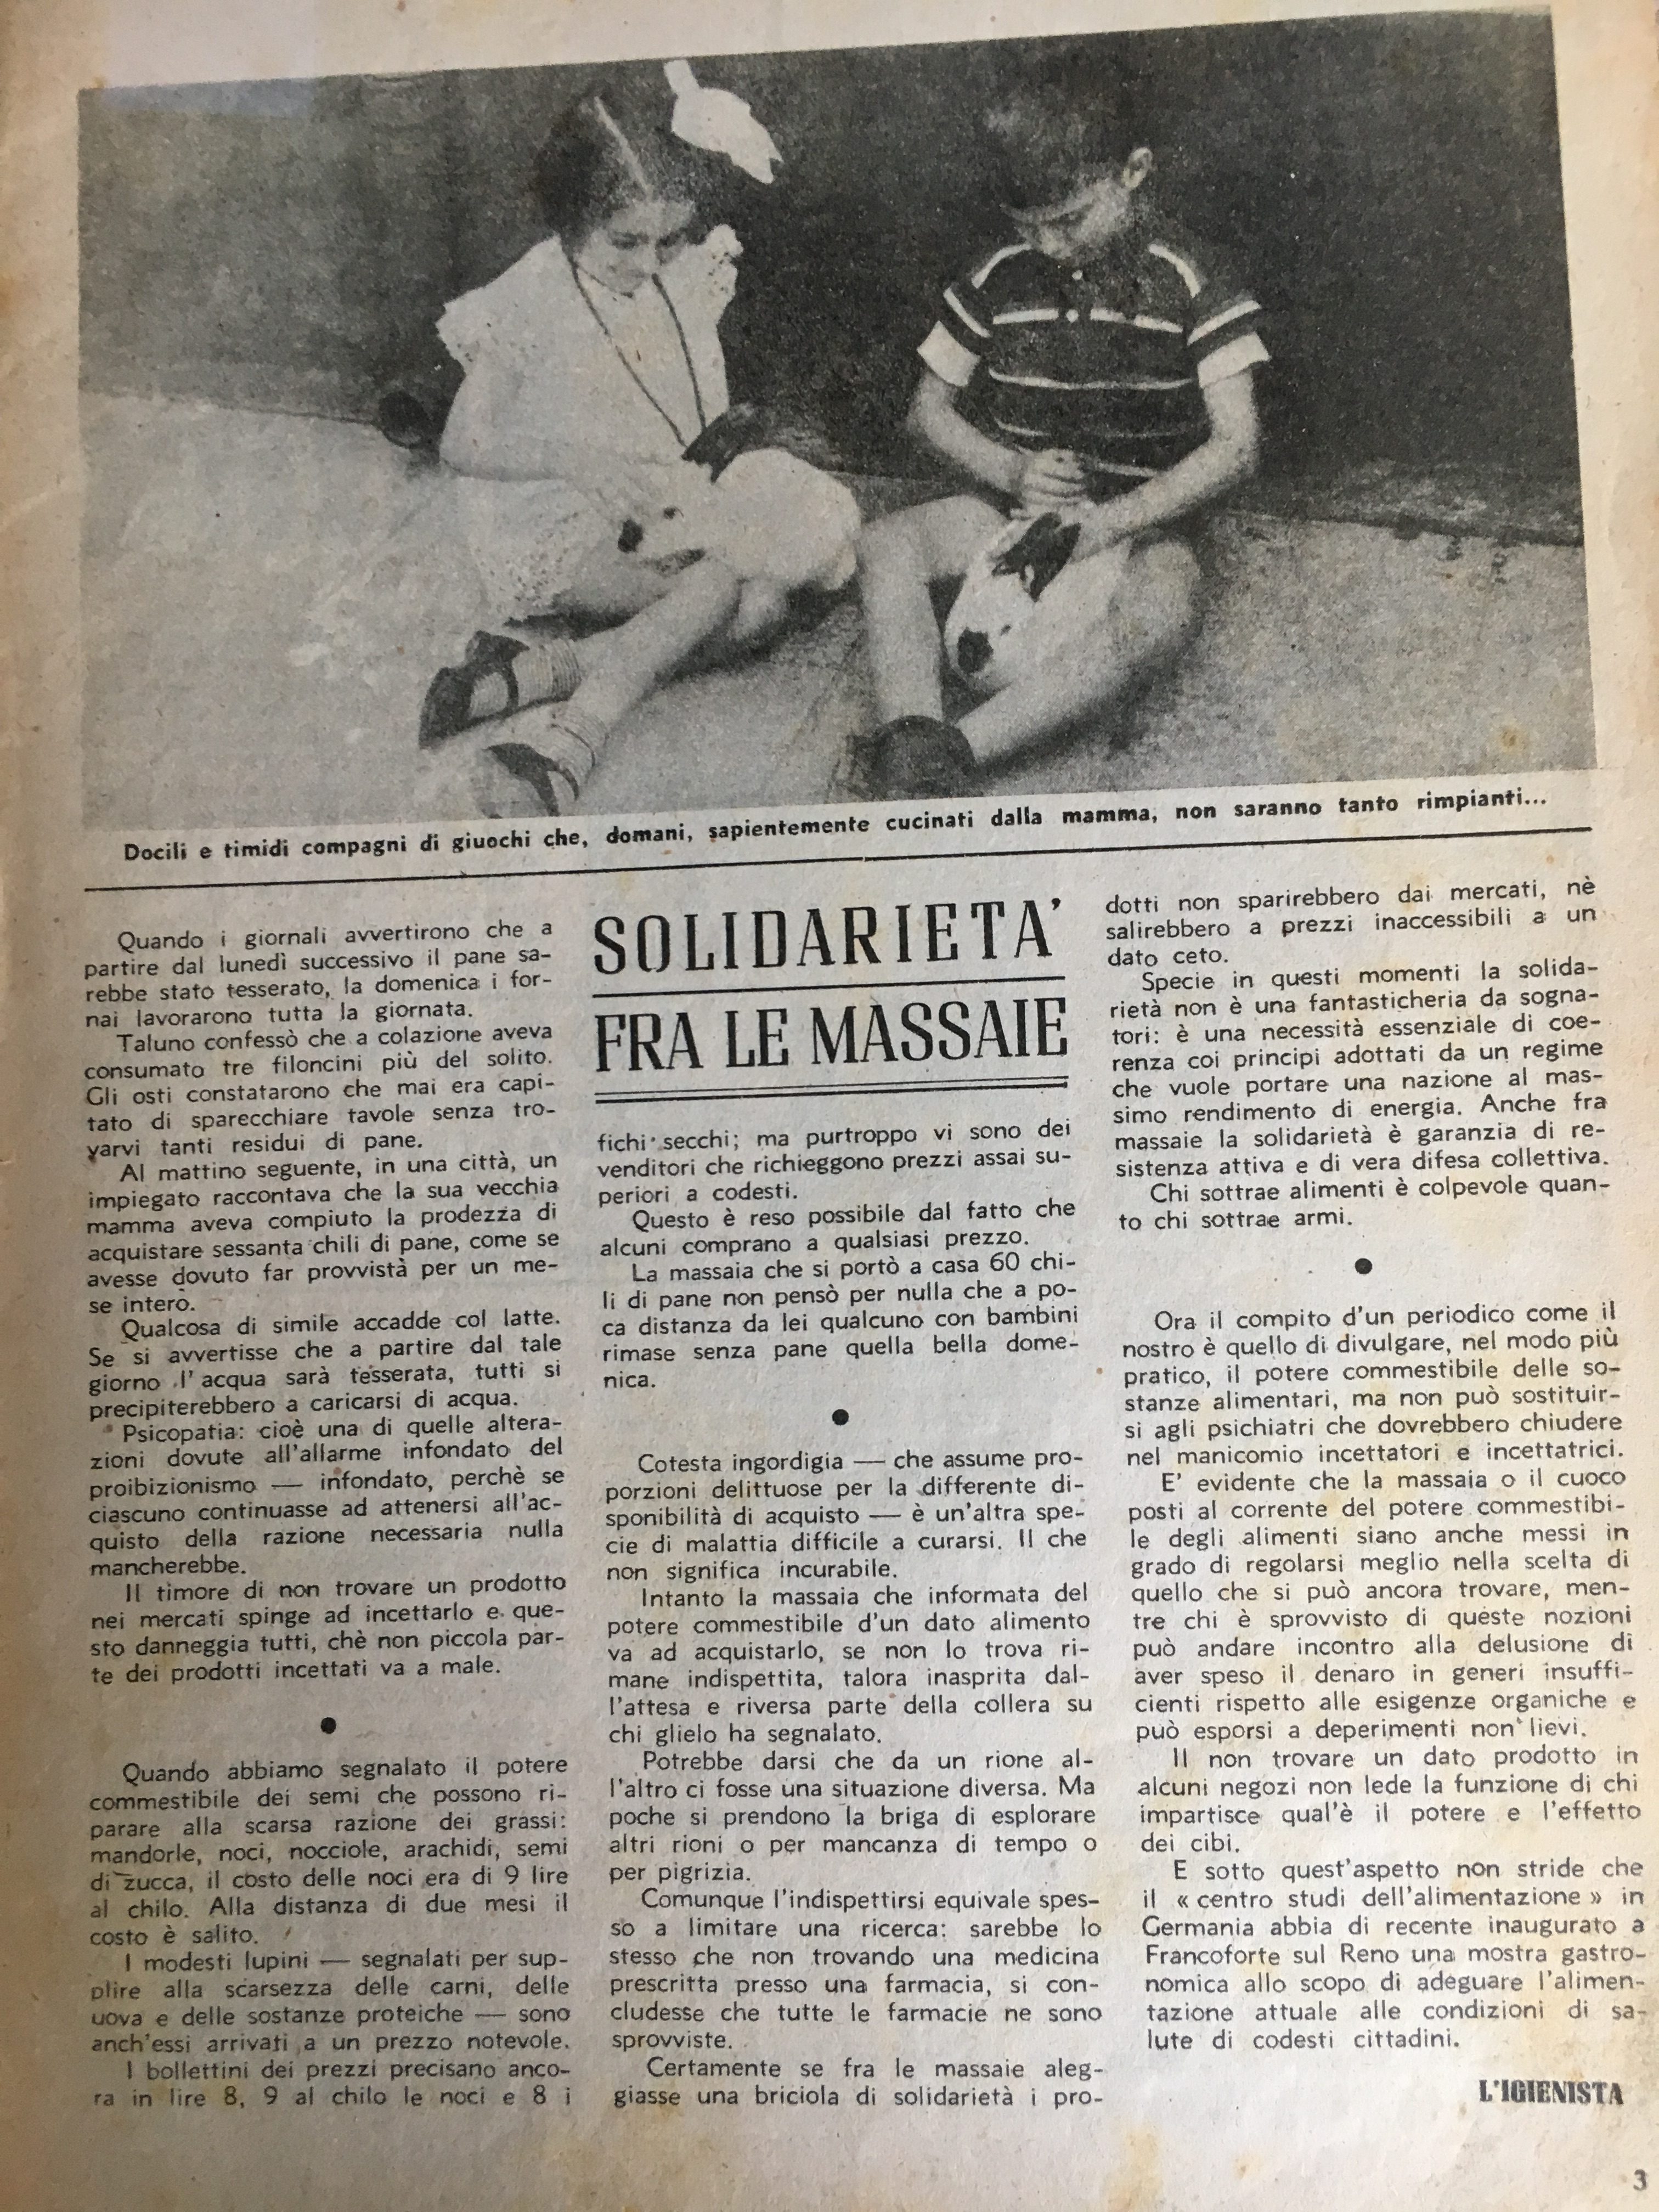 Docili e timidi compagni di giuochi che, domani, sapientemente cucinati dalla mamma, non saranno tanto rimpianti...
SOLIDARIETA'
FRA LE MASSAIE
Quando i giornali avvertirono che a
partire dal lunedì successivo il pane sa-
rebbe stato tesserato, la domenica i for-
nai lavorarono tutta la giornata.
Taluno confessò che a colazione aveva
consumato tre filoncini più del solito.
Gli osti constatarono che mai era capi-
tato di sparecchiare tavole senza tro-
varvi tanti residui di pane.
Al mattino seguente, in una città, un
impiegato raccontava che la sua vecchia
mamma aveva compiuto la prodezza di
acquistare sessanta chili di pane, come se
avesse dovuto far provvista per un me-
se intero.
Qualcosa di simile accadde col latte.
Se si avvertisse che a partire dal tale
giorno l'acqua sarà tesserata, tutti si
precipiterebbero a caricarsi di acqua.
Psicopatia: cioè una di quelle altera-
zioni dovute all'allarme infondato del
proibizionismo — infondato, perchè se
ciascuno continuasse ad attenersi all'ac-
quisto della razione necessaria nulla
mancherebbe.
Il timore di non trovare un prodotto
nei mercati spinge ad incettarlo e que-
sto danneggia tutti, chè non piccola par-
te dei prodotti incettati va a male.
●
Quando abbiamo segnalato il potere
commestibile dei semi che possono ri-
parare alla scarsa razione dei grassi:
mandorle, noci, nocciole, arachidi, semi
di zucca, il costo delle noci era di 9 lire
al chilo. Alla distanza di due mesi il
costo è salito.
I modesti lupini — segnalati per sup-
plire alla scarsezza delle carni, delle
uova e delle sostanze proteiche — sono
anch'essi arrivati a un prezzo notevole.
I bollettini dei prezzi precisano anco-
ra in lire 8, 9 al chilo le noci e 8 i
fichi secchi; ma purtroppo vi sono dei
venditori che richieggono prezzi assai su-
periori a codesti.
Questo è reso possibile dal fatto che
alcuni comprano a qualsiasi prezzo.
La massaia che si portò a casa 60 chi-
li di pane non pensò per nulla che a po-
ca distanza da lei qualcuno con bambini
rimase senza pane quella bella dome-
nica.
●
Cotesta ingordigia — che assume pro-
porzioni delittuose per la differente di-
sponibilità di acquisto — è un'altra spe-
cie di malattia difficile a curarsi. Il che
non significa incurabile.
Intanto la massaia che informata del
potere commestibile d'un dato alimento
va ad acquistarlo, se non lo trova ri-
mane indispettita, talora inasprita dal-
l'attesa e riversa parte della collera su
chi glielo ha segnalato.
Potrebbe darsi che da un rione al-
l'altro ci fosse una situazione diversa. Ma
poche si prendono la briga di esplorare
altri rioni o per mancanza di tempo o
per pigrizia.
Comunque l'indispettirsi equivale spes-
so a limitare una ricerca: sarebbe lo
stesso che non trovando una medicina
prescritta presso una farmacia, si con-
cludesse che tutte le farmacie ne sono
sprovviste.
Certamente se fra le massaie aleg-
giasse una briciola di solidarietà i pro-
dotti non sparirebbero dai mercati, nè
salirebbero a prezzi inaccessibili a un
dato ceto.
Specie in questi momenti la solida-
rietà non è una fantasticheria da sogna-
tori: è una necessità essenziale di coe-
renza coi principi adottati da un regime
che vuole portare una nazione al mas-
simo rendimento di energia. Anche fra
massaie la solidarietà è garanzia di re-
sistenza attiva e di vera difesa collettiva.
Chi sottrae alimenti è colpevole quan-
to chi sottrae armi.
●
Ora il compito d'un periodico come il
nostro è quello di divulgare, nel modo più
pratico, il potere commestibile delle so-
stanze alimentari, ma non può sostituir-
si agli psichiatri che dovrebbero chiudere
nel manicomio incettatori e incettatrici.
E' evidente che la massaia o il cuoco
posti al corrente del potere commestibi-
le degli alimenti siano anche messi in
grado di regolarsi meglio nella scelta di
quello che si può ancora trovare, men-
tre chi è sprovvisto di queste nozioni
può andare incontro alla delusione di
aver speso il denaro in generi insuffi-
cienti rispetto alle esigenze organiche e
può esporsi a deperimenti non lievi.
Il non trovare un dato prodotto in
alcuni negozi non lede la funzione di chi
impartisce qual'è il potere e l'effetto
dei cibi.
E sotto quest'aspetto non stride che
il « centro studi dell'alimentazione » in
Germania abbia di recente inaugurato a
Francoforte sul Reno una mostra gastro-
nomica allo scopo di adeguare l'alimen-
tazione attuale alle condizioni di sa-
lute di codesti cittadini.
L'IGIENISTA
3